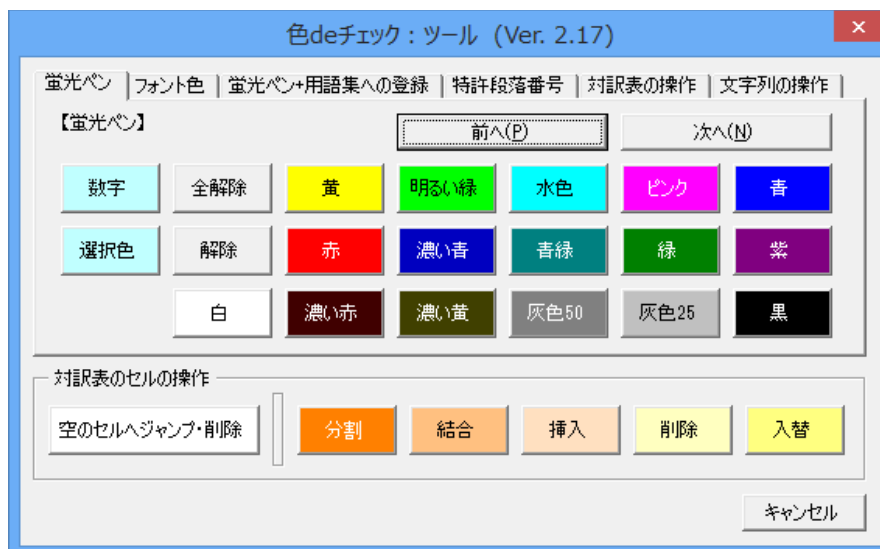 色deチェック：ツール (Ver. 2.17)
×
蛍光ペン フォント色 蛍光ペン+用語集への登録 特許段落番号 対訳表の操作 文字列の操作
【蛍光ペン】 前へ(P) 次へ(N)
数字 全解除 黄 明るい緑 水色 ピンク 青
選択色 解除 赤 濃い青 青緑 緑 紫
白 濃い赤 濃い黄 灰色50 灰色25 黒
対訳表のセルの操作
空のセルへジャンプ・削除 分割 結合 挿入 削除 入替
キャンセル